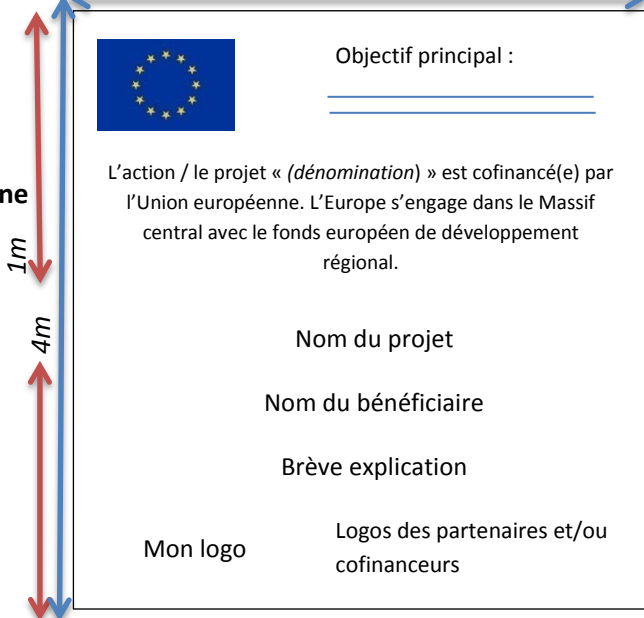 Objectif principal :
L’action / le projet « (dénomination) » est cofinancé(e) par
l’Union européenne. L’Europe s’engage dans le Massif
central avec le fonds européen de développement
régional.
ne
1m
4m
Nom du projet
Nom du bénéficiaire
Brève explication
Mon logo
Logos des partenaires et/ou
cofinanceurs